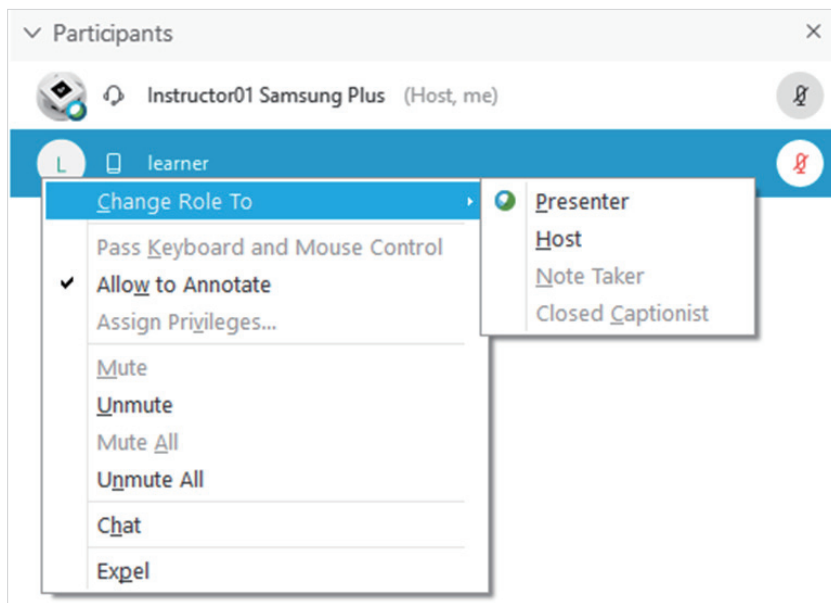 Participants
Instructor01 Samsung Plus (Host, me)
L learner
Change Role To
Presenter
Host
Note Taker
Closed Captionist
Pass Keyboard and Mouse Control
Allow to Annotate
Assign Privileges...
Mute
Unmute
Mute All
Unmute All
Chat
Expel